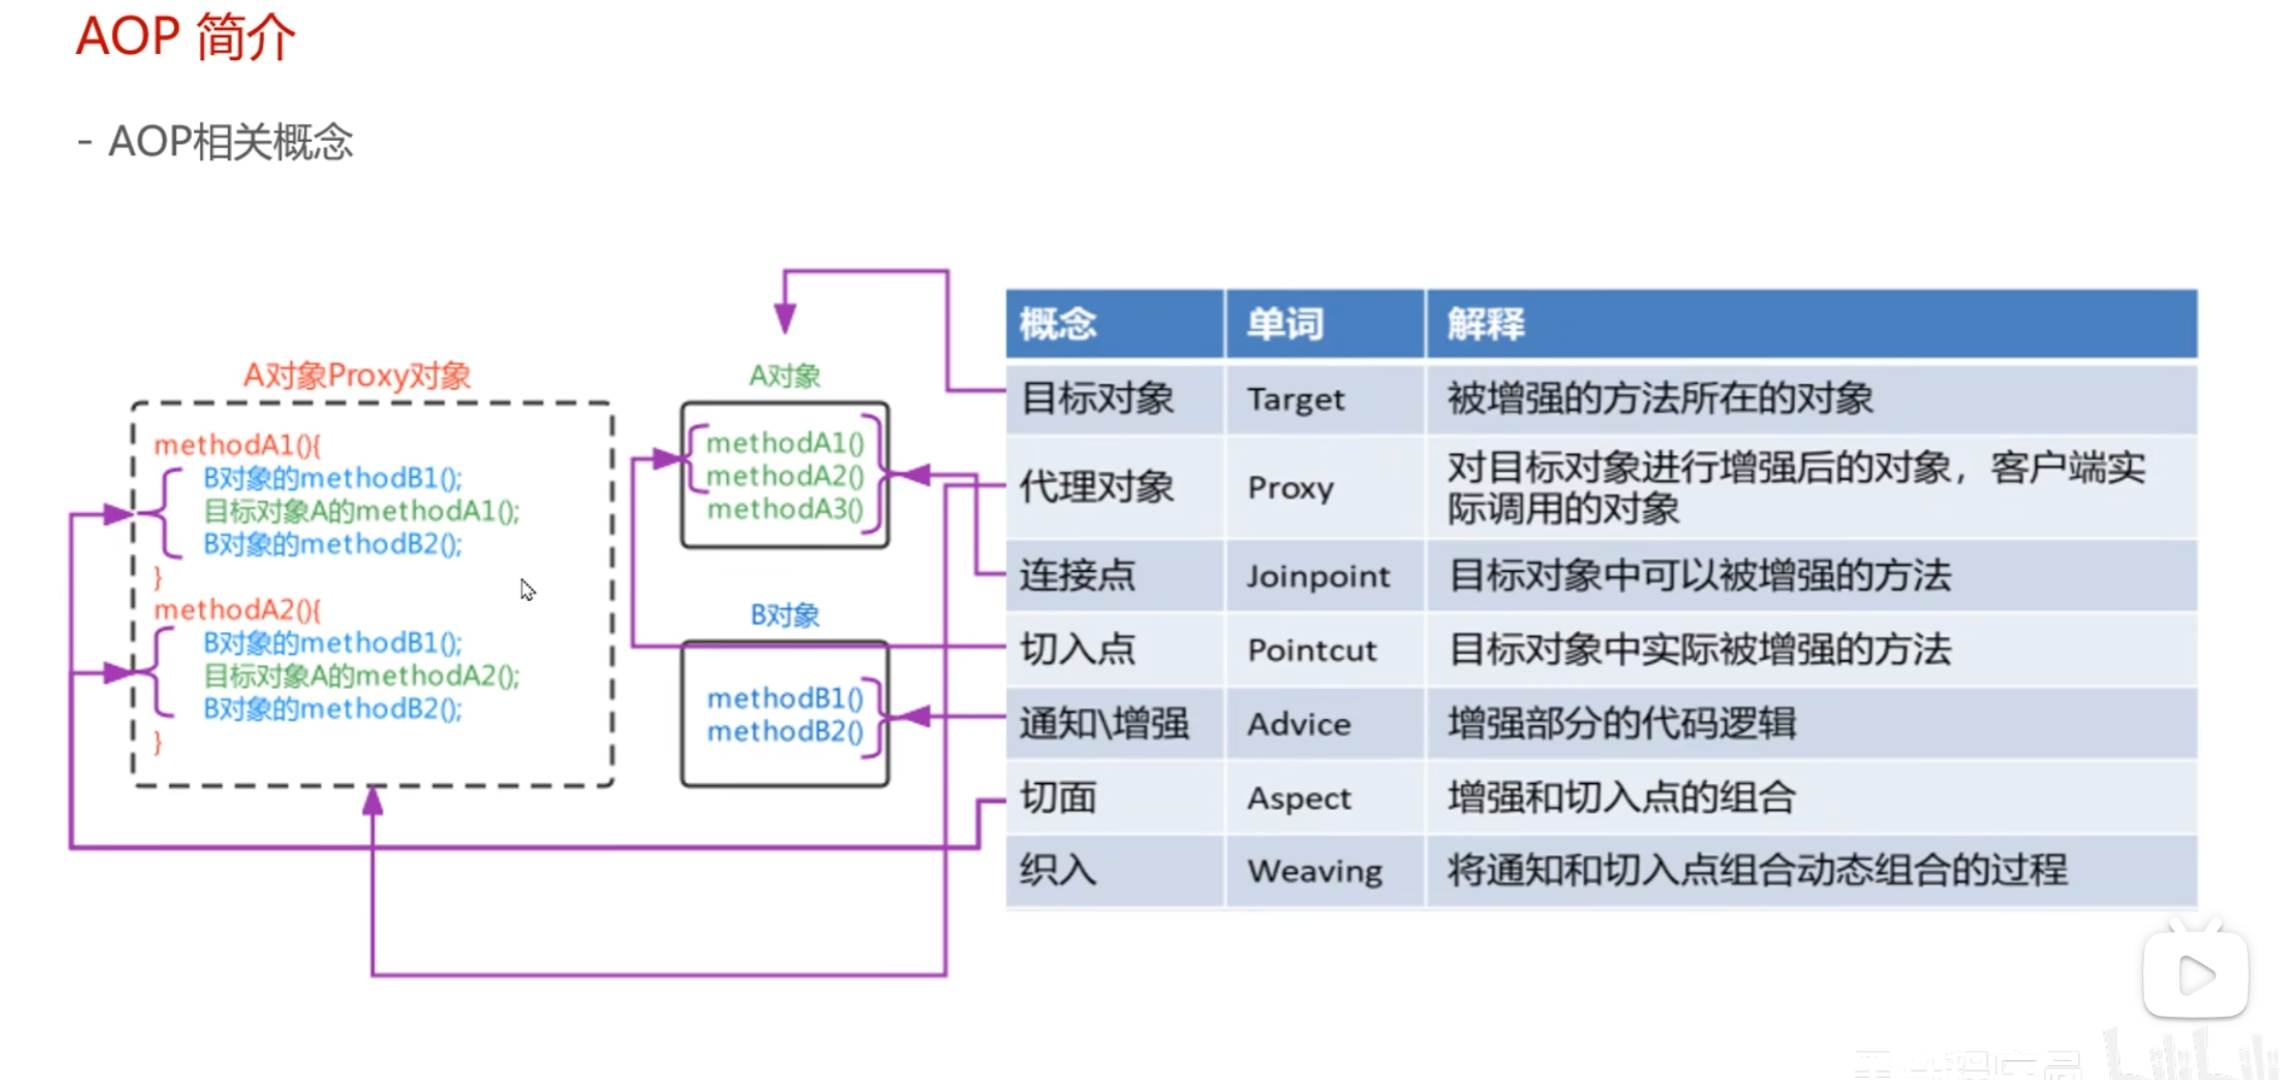 AOP 简介
- AOP相关概念
A对象Proxy对象
methodA1(){
B对象的methodB1();
目标对象A的methodA1();
B对象的methodB2();
}
methodA2(){
B对象的methodB1();
目标对象A的methodA2();
B对象的methodB2();
}
A对象
methodA1()
methodA2()
methodA3()
B对象
methodB1()
methodB2()
概念 单词 解释
目标对象 Target 被增强的方法所在的对象
代理对象 Proxy 对目标对象进行增强后的对象，客户端实
际调用的对象
连接点 Joinpoint 目标对象中可以被增强的方法
切入点 Pointcut 目标对象中实际被增强的方法
通知\增强 Advice 增强部分的代码逻辑
切面 Aspect 增强和切入点的组合
织入 Weaving 将通知和切入点组合动态组合的过程